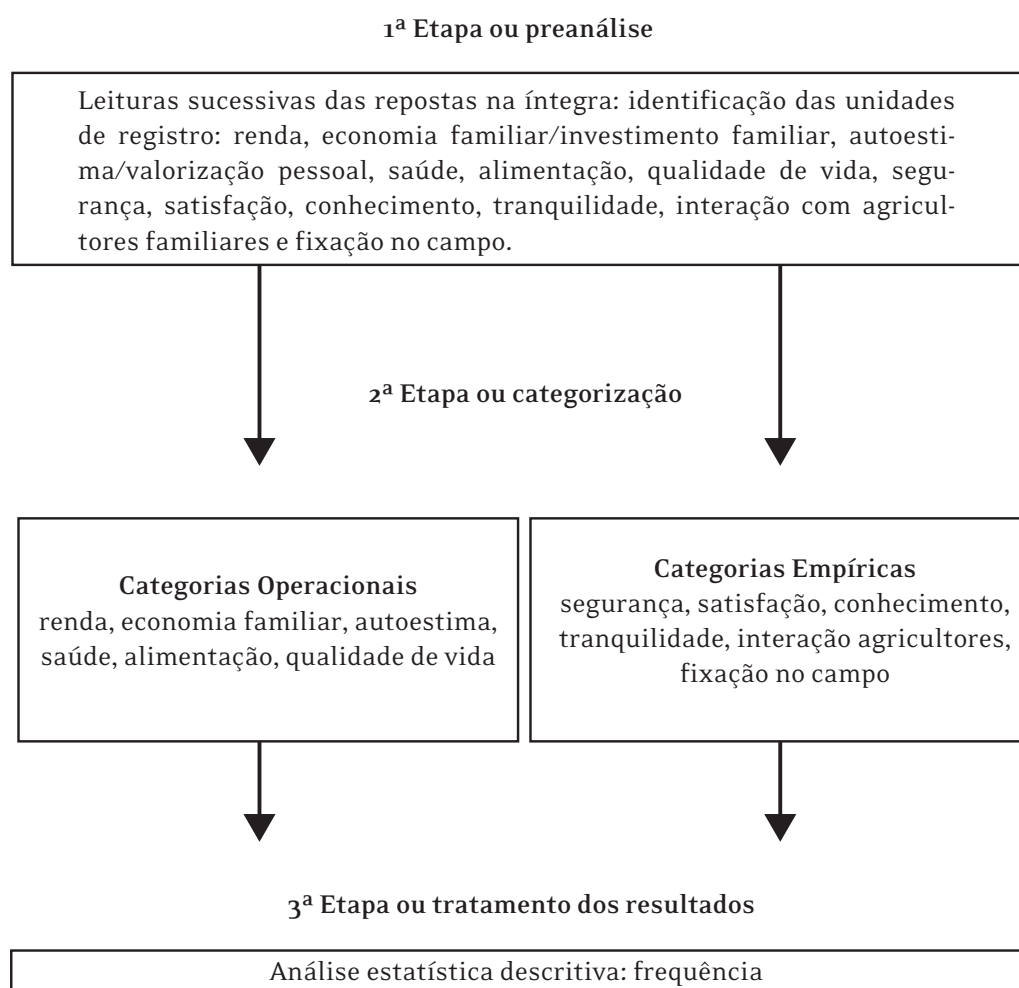 1ª Etapa ou preanálise
Leituras sucessivas das repostas na íntegra: identificação das unidades
de registro: renda, economia familiar/investimento familiar, autoesti-
ma/valorização pessoal, saúde, alimentação, qualidade de vida, segu-
rança, satisfação, conhecimento, tranquilidade, interação com agricul-
tores familiares e fixação no campo.
2ª Etapa ou categorização
Categorias Operacionais
renda, economia familiar, autoestima,
saúde, alimentação, qualidade de vida
Categorias Empíricas
segurança, satisfação, conhecimento,
tranquilidade, interação agricultores,
fixação no campo
3ª Etapa ou tratamento dos resultados
Análise estatística descritiva: frequência